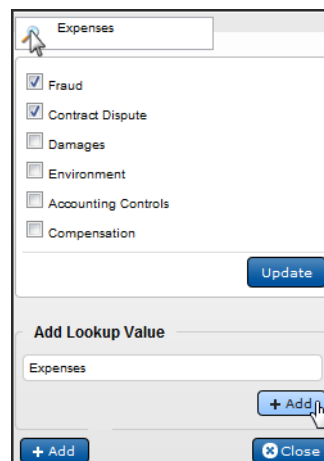 Expenses
Fraud
Contract Dispute
Damages
Environment
Accounting Controls
Compensation
Update
Add Lookup Value
Expenses
+ Add
+ Add
Close